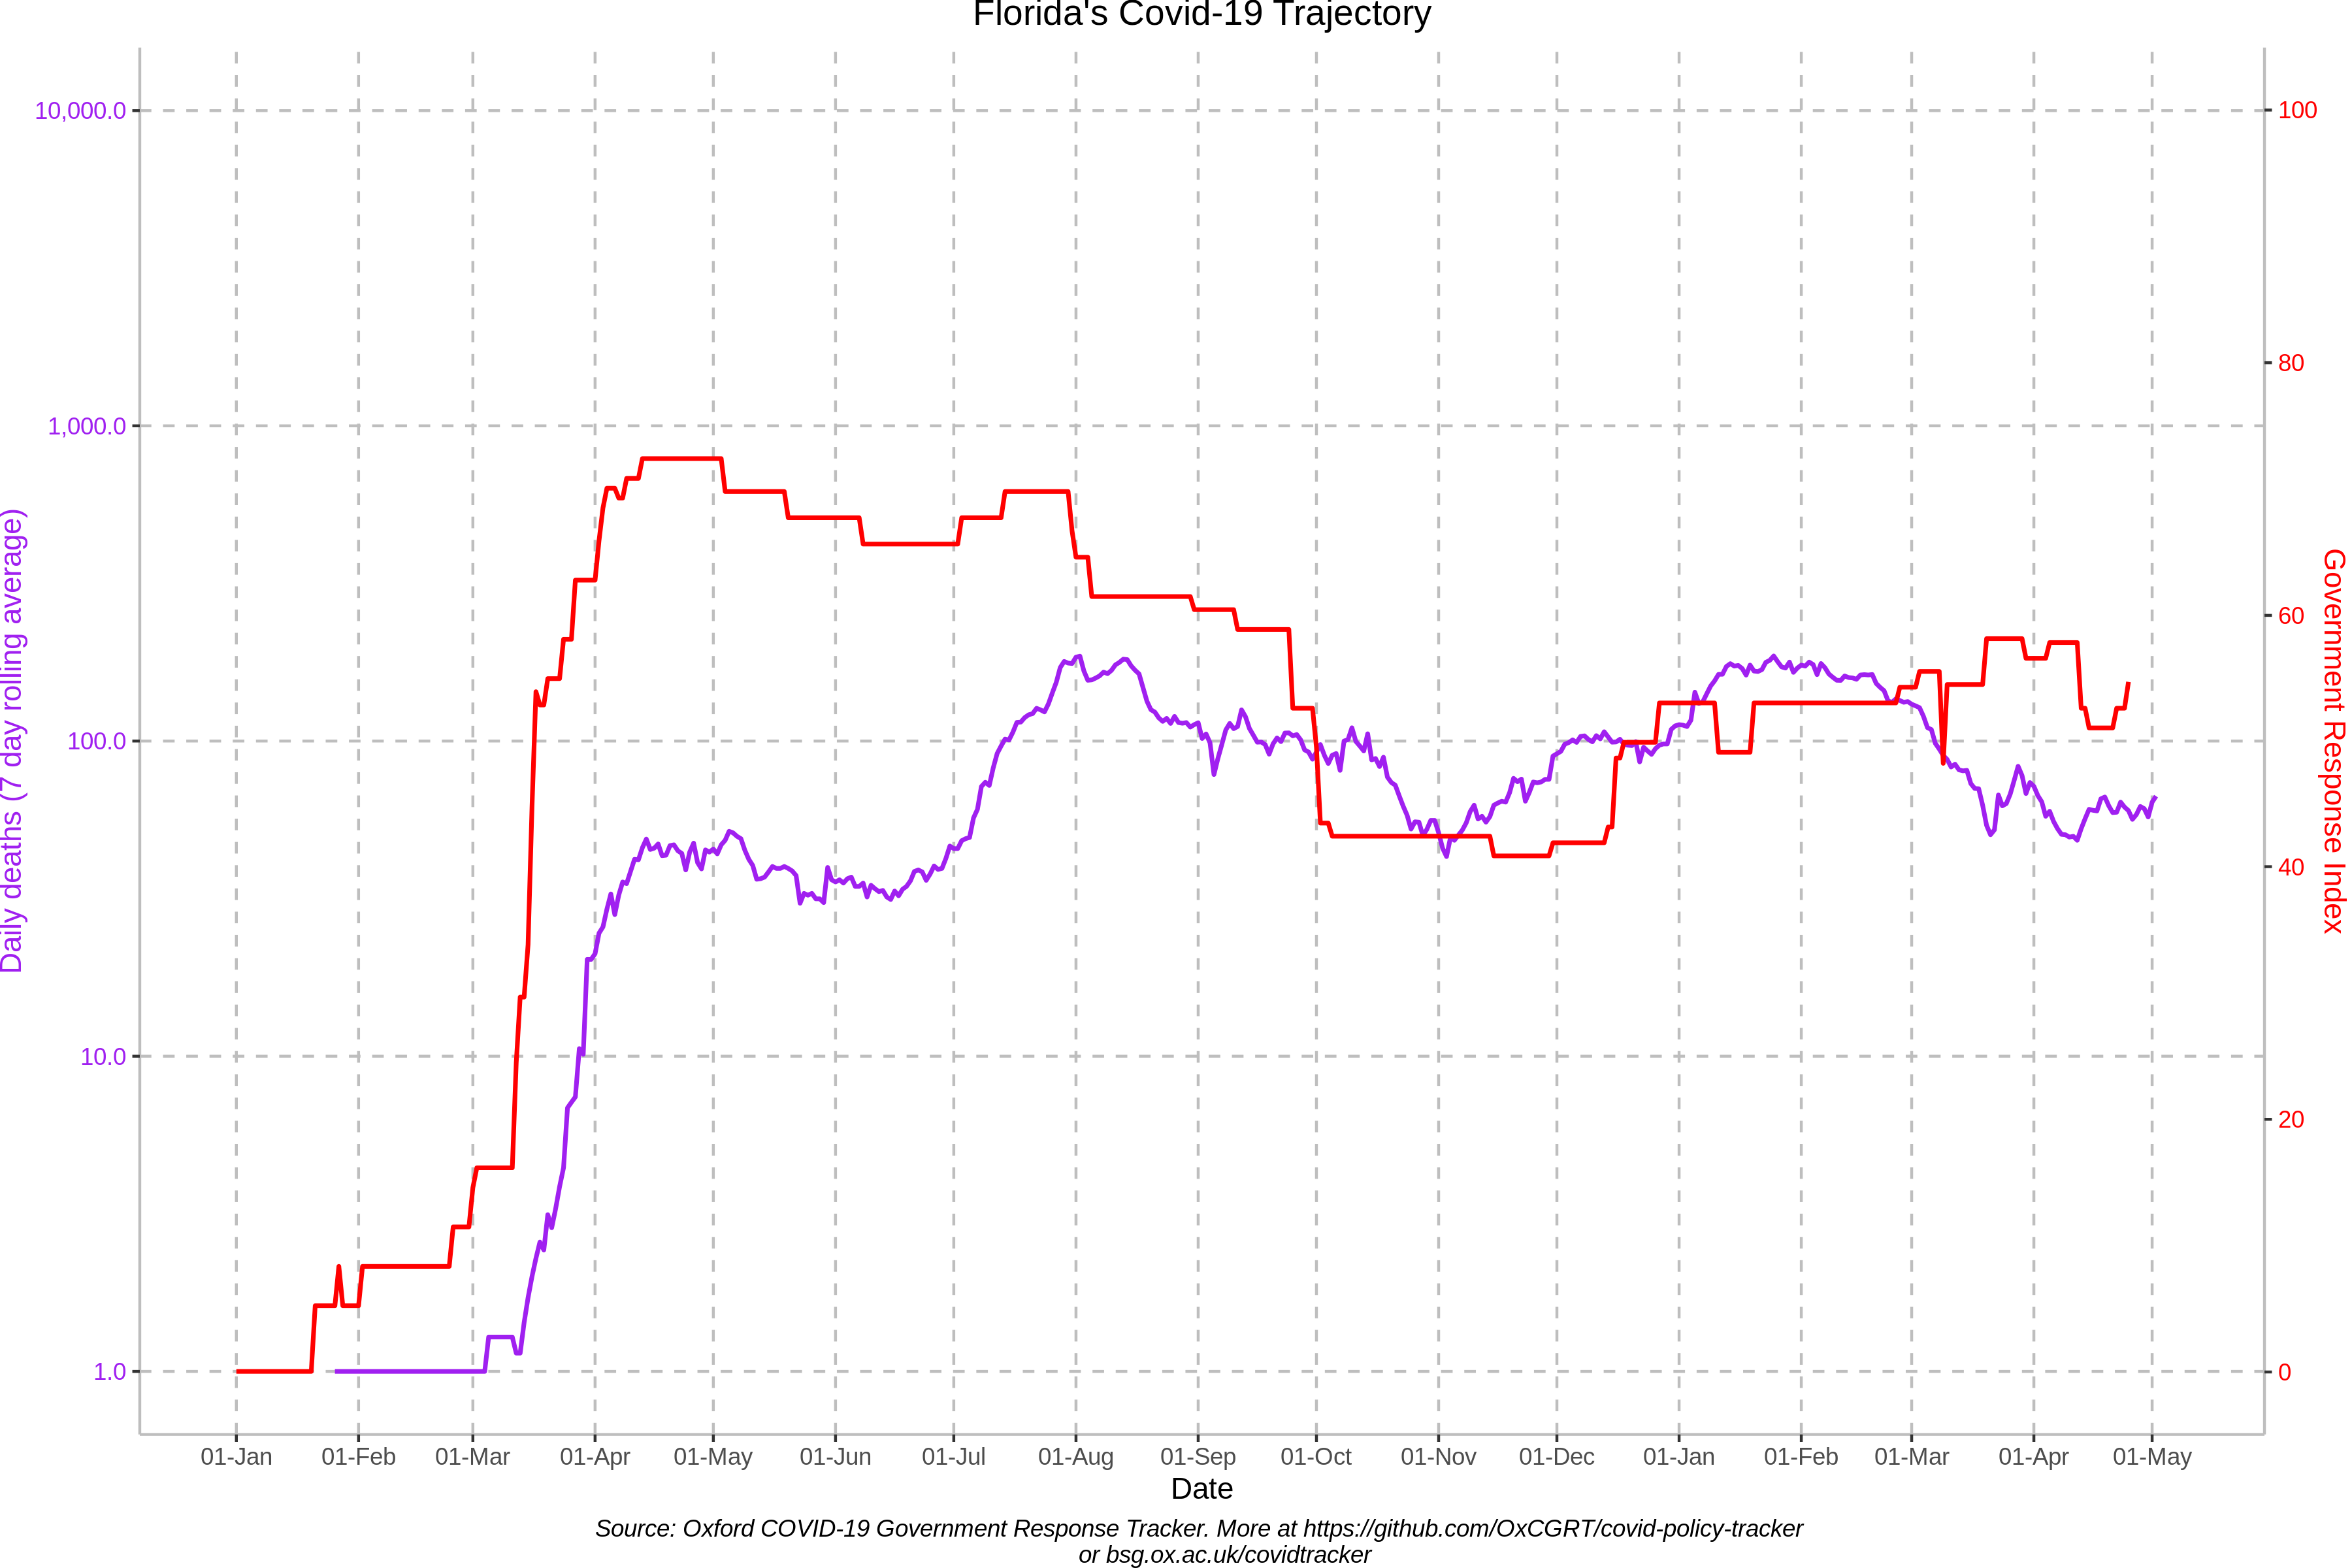 Florida's Covid-19 Trajectory
10,000.0
1,000.0
100.0
10.0
1.0
Daily deaths (7 day rolling average)
100
80
60
40
20
0
Government Response Index
01-Jan 01-Feb 01-Mar 01-Apr 01-May 01-Jun 01-Jul 01-Aug 01-Sep 01-Oct 01-Nov 01-Dec 01-Jan 01-Feb 01-Mar 01-Apr 01-May
Date
Source: Oxford COVID-19 Government Response Tracker. More at https://github.com/OxCGRT/covid-policy-tracker
or bsg.ox.ac.uk/covidtracker